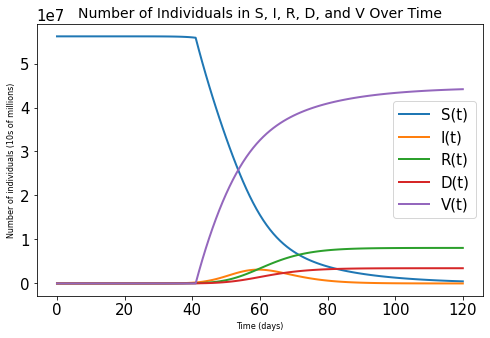 Number of Individuals in S, I, R, D, and V Over Time
1e7
5
4
3
2
1
0
Number of individuals (10s of millions)
S(t)
I(t)
R(t)
D(t)
V(t)
0 20 40 60 80 100 120
Time (days)